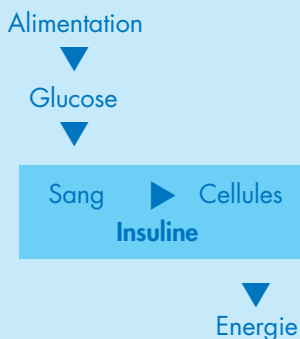 Alimentation
Glucose
Sang Cellules
Insuline
Energie